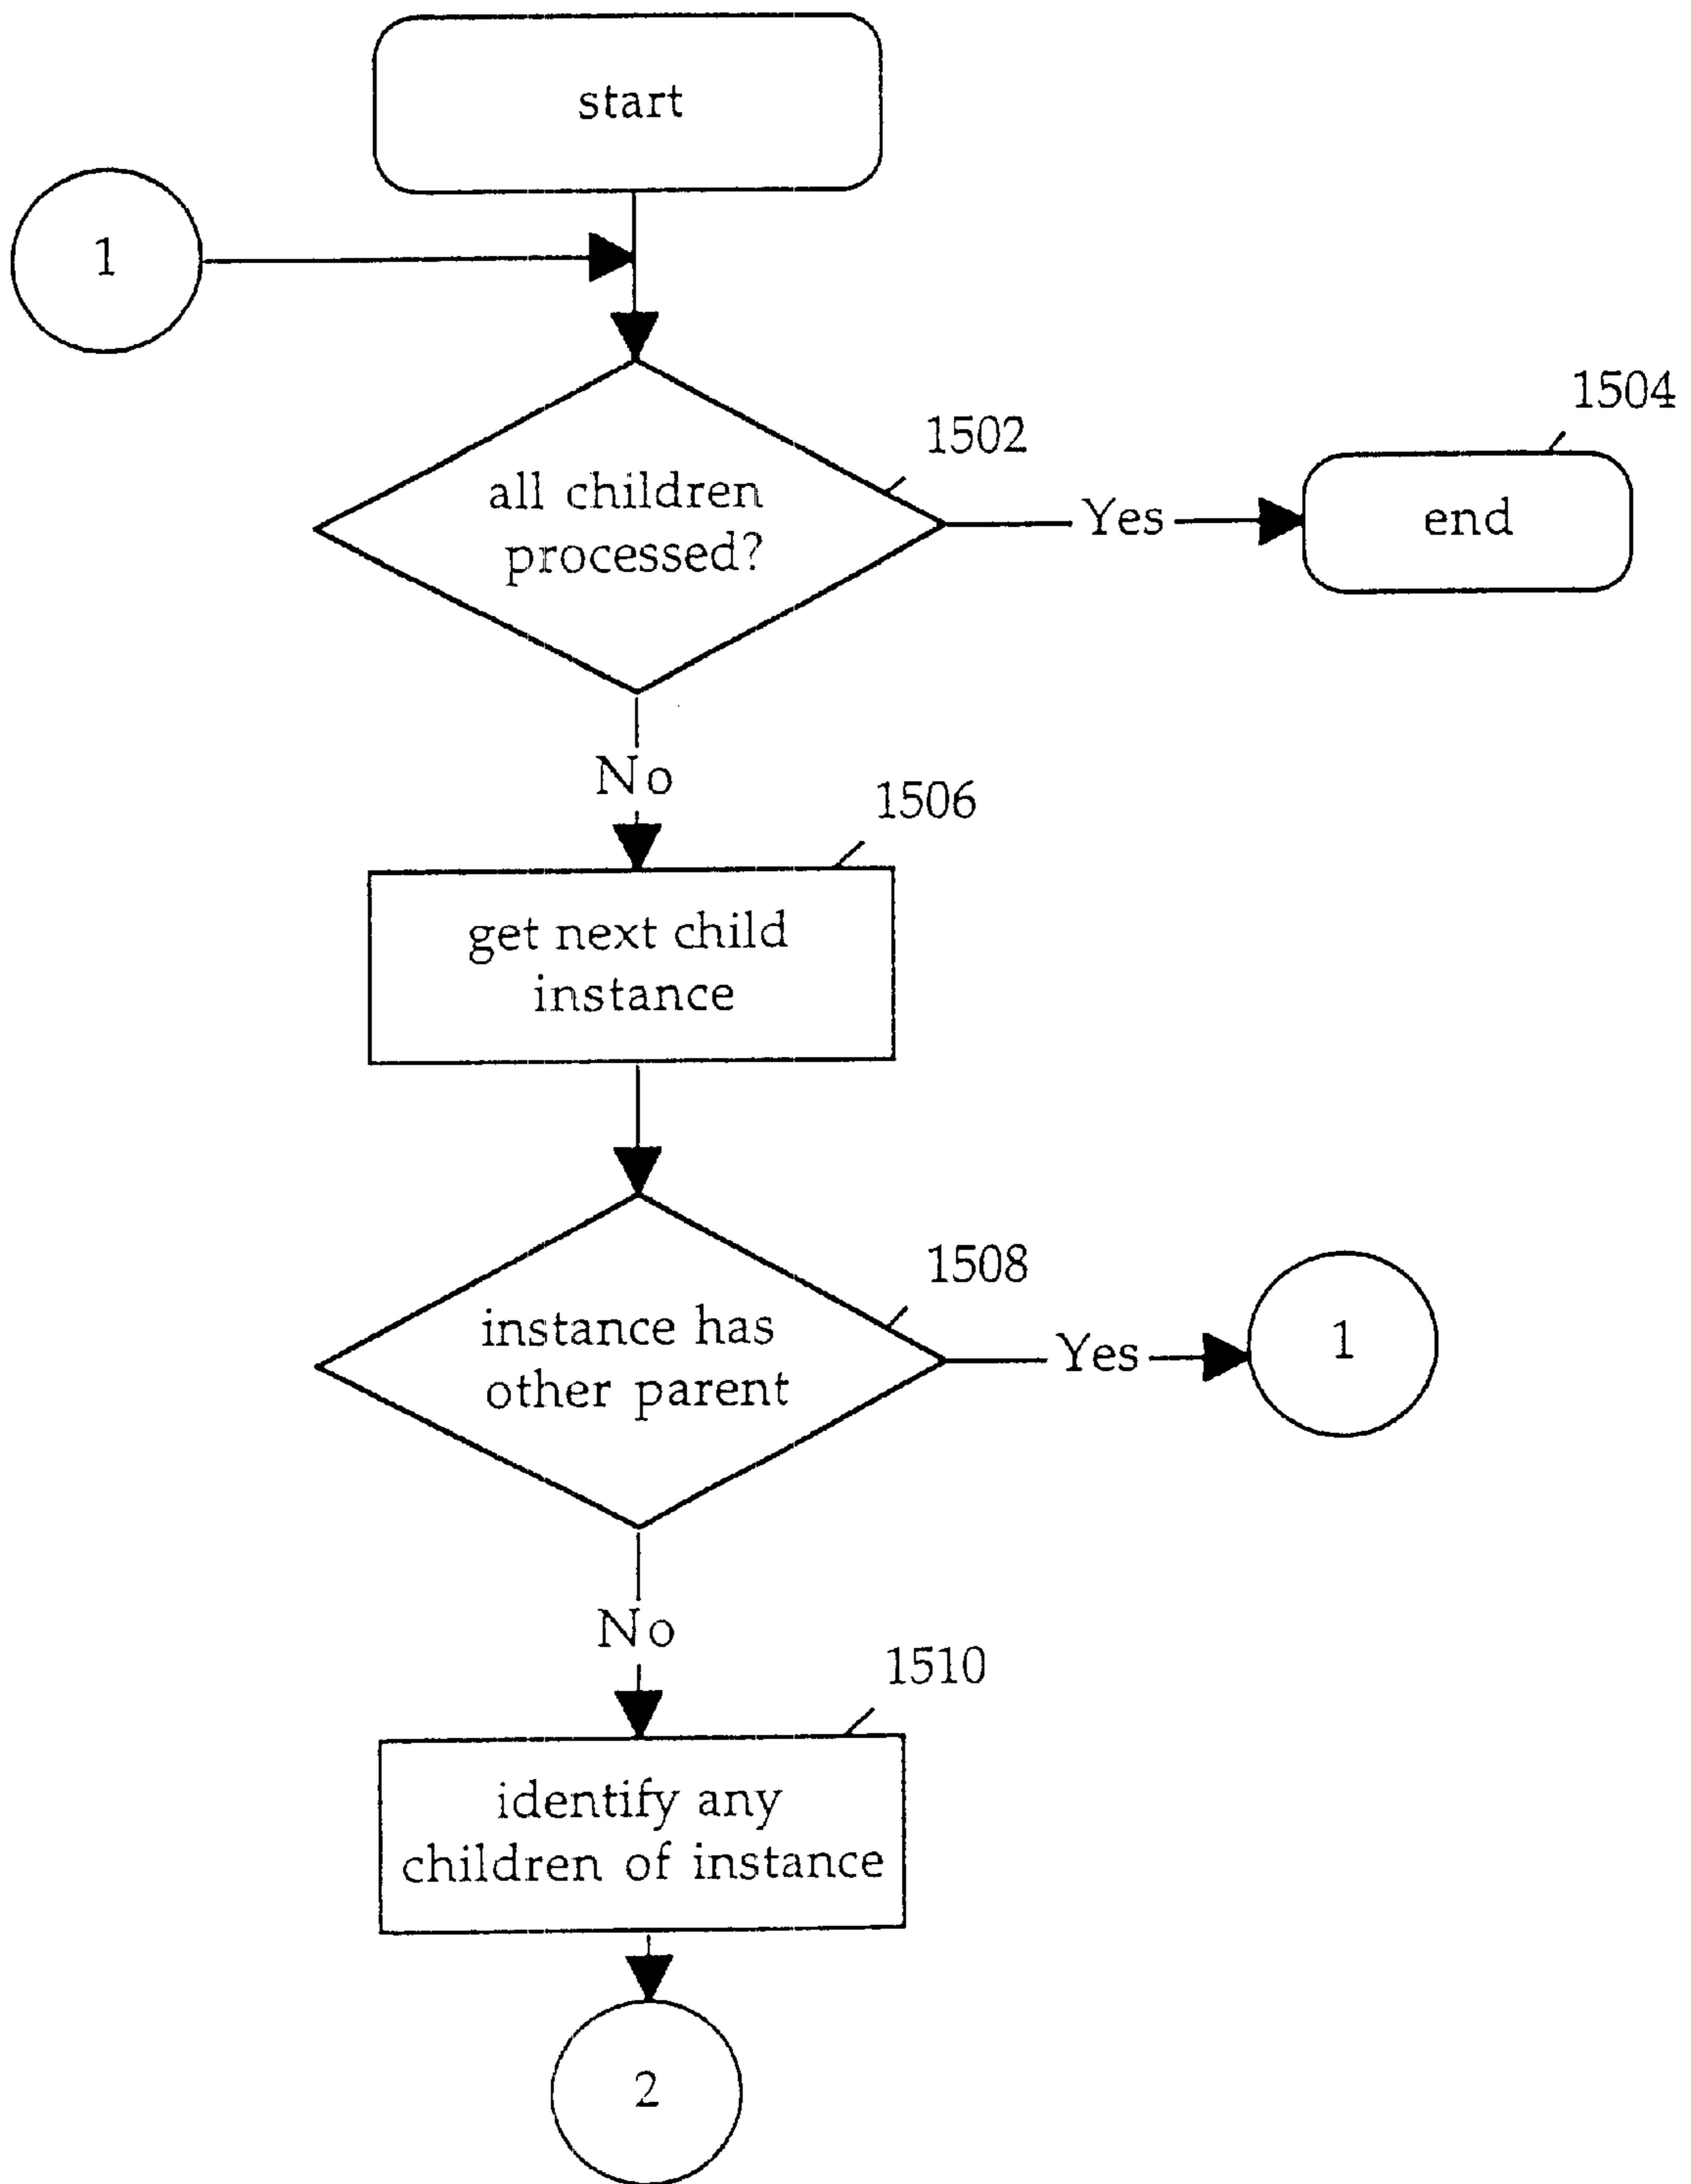 start
1
1502
1504
all children
processed?
Yes
end
No
1506
get next child
instance
1508
instance has
other parent
Yes
1
No
1510
identify any
children of instance
2